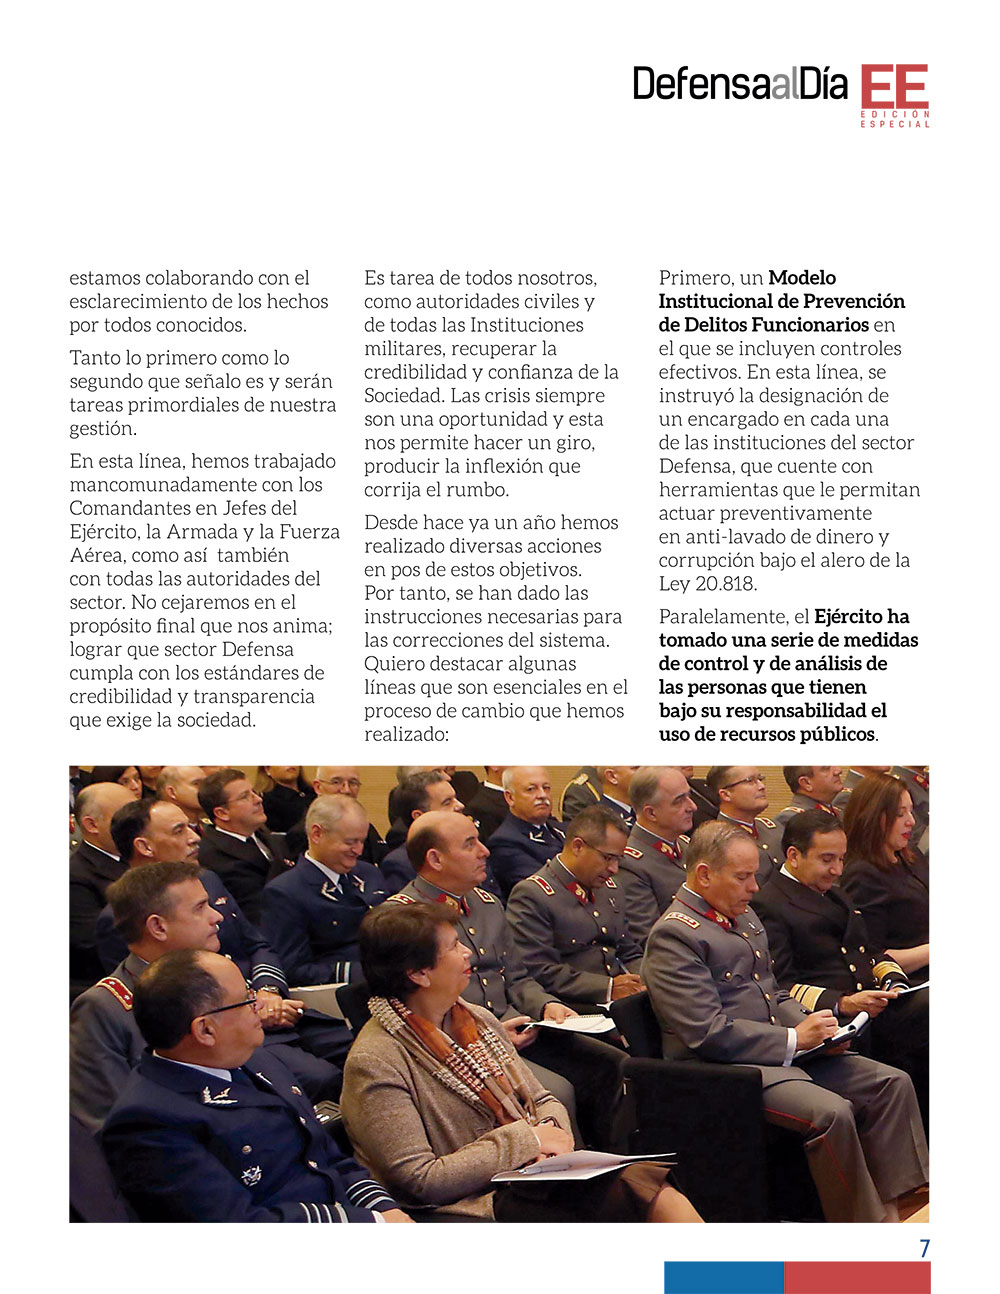 DefensaalDía EE
EDICIÓN
ESPECIAL
estamos colaborando con el
esclarecimiento de los hechos
por todos conocidos.
Tanto lo primero como lo
segundo que señalo es y serán
tareas primordiales de nuestra
gestión.
En esta línea, hemos trabajado
mancomunadamente con los
Comandantes en Jefes del
Ejército, la Armada y la Fuerza
Aérea, como así también
con todas las autoridades del
sector. No cejaremos en el
propósito final que nos anima;
lograr que sector Defensa
cumpla con los estándares de
credibilidad y transparencia
que exige la sociedad.
Es tarea de todos nosotros,
como autoridades civiles y
de todas las Instituciones
militares, recuperar la
credibilidad y confianza de la
Sociedad. Las crisis siempre
son una oportunidad y esta
nos permite hacer un giro,
producir la inflexión que
corrija el rumbo.
Desde hace ya un año hemos
realizado diversas acciones
en pos de estos objetivos.
Por tanto, se han dado las
instrucciones necesarias para
las correcciones del sistema.
Quiero destacar algunas
líneas que son esenciales en el
proceso de cambio que hemos
realizado:
Primero, un Modelo
Institucional de Prevención
de Delitos Funcionarios en
el que se incluyen controles
efectivos. En esta línea, se
instruyó la designación de
un encargado en cada una
de las instituciones del sector
Defensa, que cuente con
herramientas que le permitan
actuar preventivamente
en anti-lavado de dinero y
corrupción bajo el alero de la
Ley 20.818.
Paralelamente, el Ejército ha
tomado una serie de medidas
de control y de análisis de
las personas que tienen
bajo su responsabilidad el
uso de recursos públicos.
7